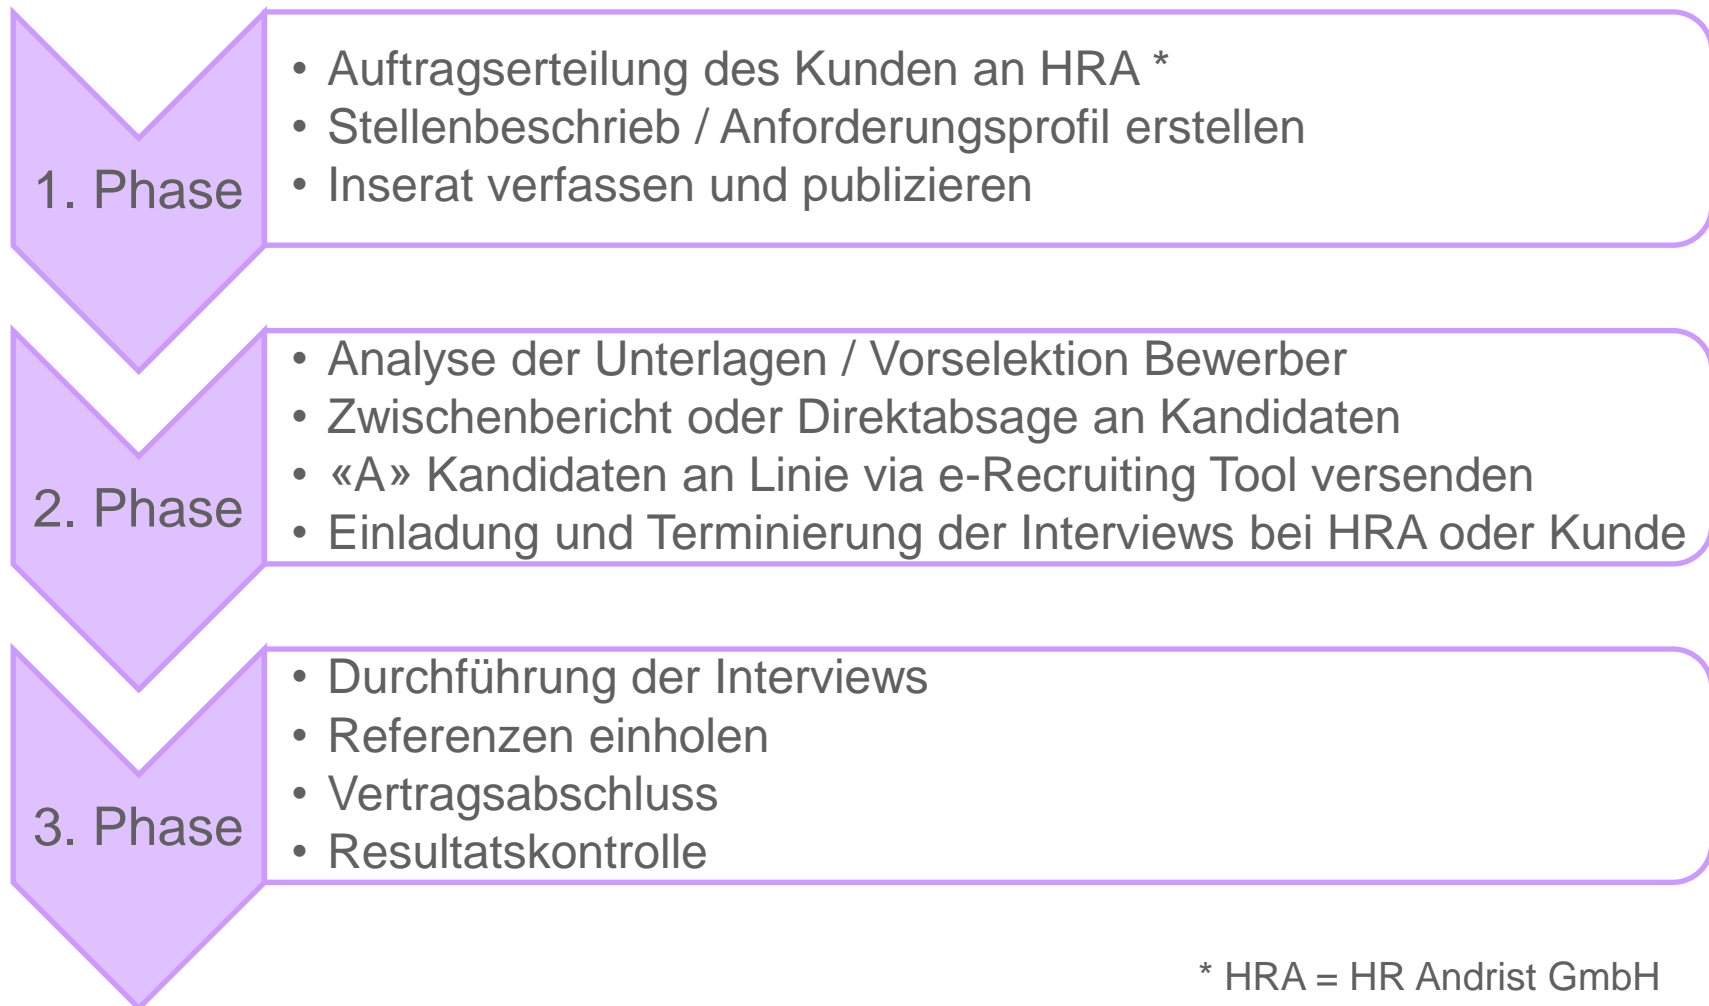 1. Phase
• Auftragserteilung des Kunden an HRA *
• Stellenbeschrieb / Anforderungsprofil erstellen
• Inserat verfassen und publizieren
2. Phase
• Analyse der Unterlagen / Vorselektion Bewerber
• Zwischenbericht oder Direktabsage an Kandidaten
• «A» Kandidaten an Linie via e-Recruiting Tool versenden
• Einladung und Terminierung der Interviews bei HRA oder Kunde
3. Phase
• Durchführung der Interviews
• Referenzen einholen
• Vertragsabschluss
• Resultatskontrolle
* HRA = HR Andrist GmbH